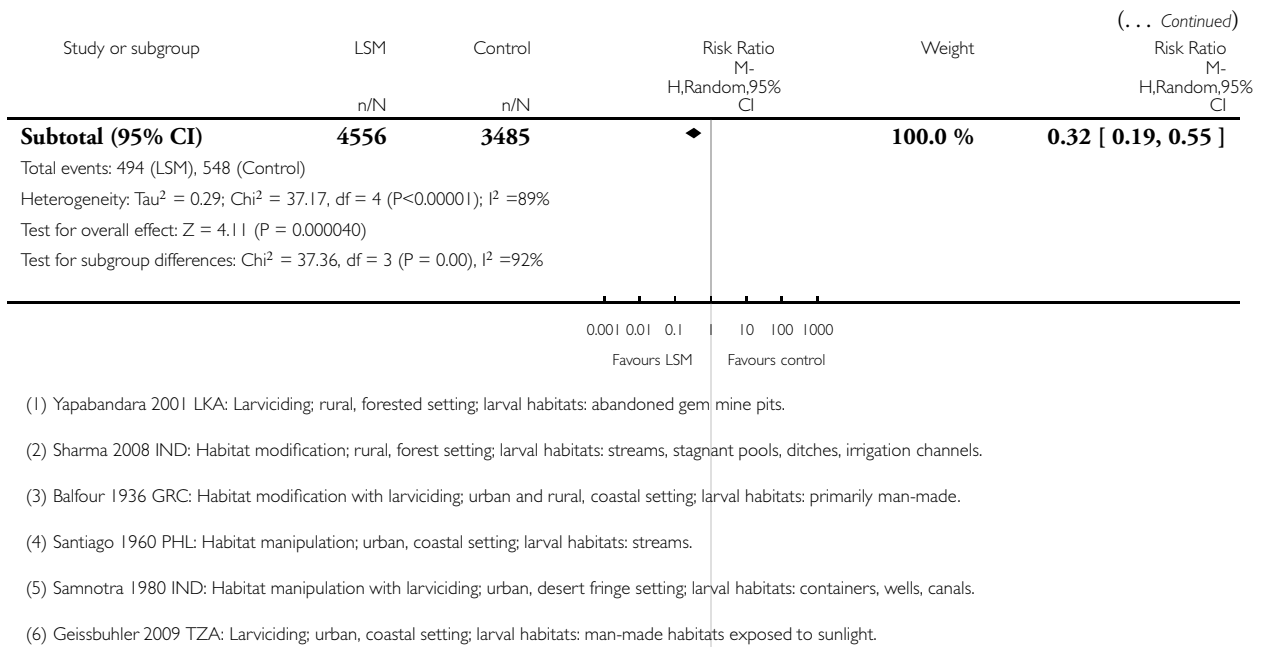 (. . . Continued)
Study or subgroup LSM Control Risk Ratio Weight Risk Ratio
M- M-
H,Random,95% H,Random,95%
n/N n/N CI CI
Subtotal (95% CI) 4556 3485 100.0 % 0.32 [ 0.19, 0.55 ]
Total events: 494 (LSM), 548 (Control)
Heterogeneity: Tau² = 0.29; Chi² = 37.17, df = 4 (P<0.00001); I² =89%
Test for overall effect: Z = 4.11 (P = 0.000040)
Test for subgroup differences: Chi² = 37.36, df = 3 (P = 0.00), I² =92%
0.001 0.01 0.1 1 10 100 1000
Favours LSM Favours control
(1) Yapabandara 2001 LKA: Larviciding; rural, forested setting; larval habitats: abandoned gem mine pits.
(2) Sharma 2008 IND: Habitat modification; rural, forest setting; larval habitats: streams, stagnant pools, ditches, irrigation channels.
(3) Balfour 1936 GRC: Habitat modification with larviciding; urban and rural, coastal setting; larval habitats: primarily man-made.
(4) Santiago 1960 PHL: Habitat manipulation; urban, coastal setting; larval habitats: streams.
(5) Samnotra 1980 IND: Habitat manipulation with larviciding; urban, desert fringe setting; larval habitats: containers, wells, canals.
(6) Geissbuhler 2009 TZA: Larviciding; urban, coastal setting; larval habitats: man-made habitats exposed to sunlight.